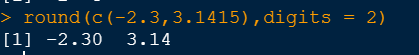 > round(c(-2.3,3.1415),digits = 2)
[1] -2.30  3.14